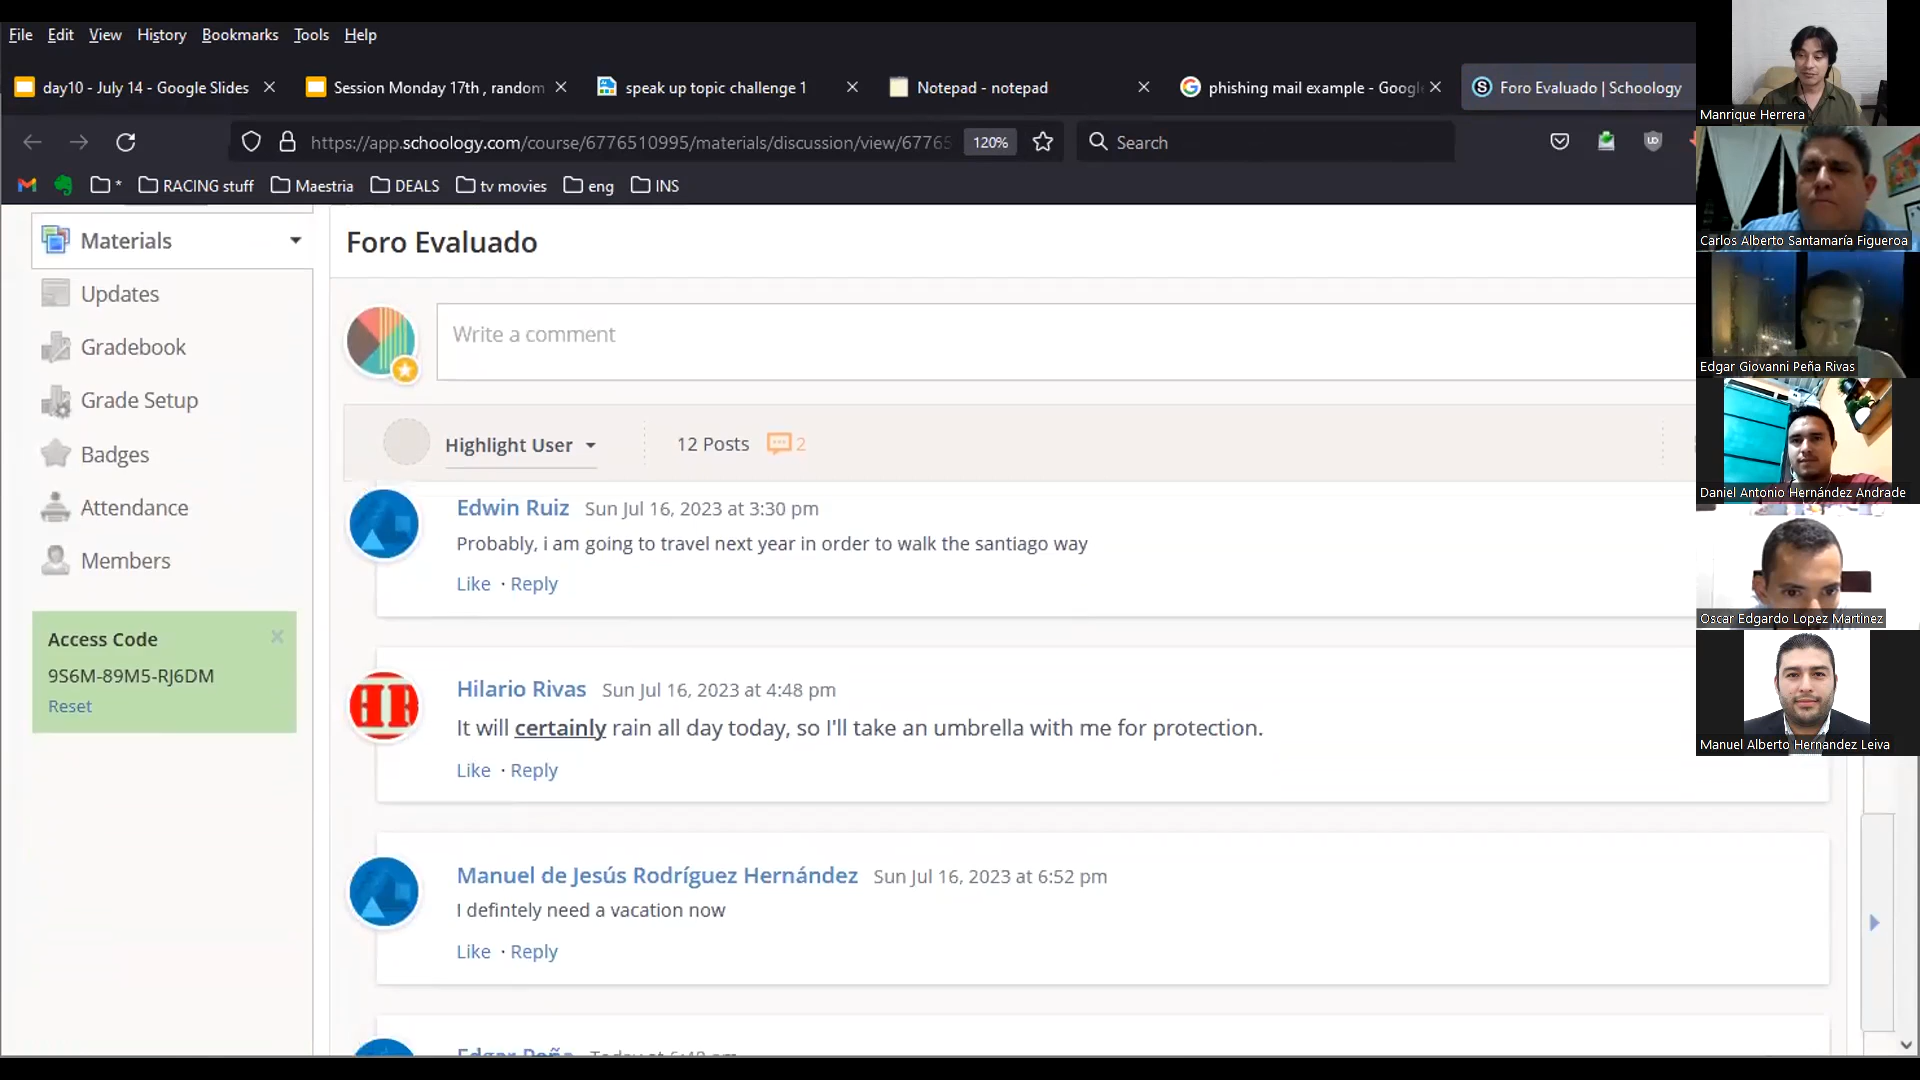 File Edit View History Bookmarks Tools Help
day10 - July 14 - Google Slides
Session Monday 17th , random
speak up topic challenge 1
Notepad - notepad
phishing mail example - Google
Foro Evaluado | Schoology
https://app.schoology.com/course/6776510995/materials/discussion/view/67765
120%
Search
*
RACING stuff
Maestria
DEALS
tv movies
eng
INS
Materials
Updates
Gradebook
Grade Setup
Badges
Attendance
Members
Access Code
9S6M-89M5-RJ6DM
Reset
Foro Evaluado
Write a comment
Highlight User
12 Posts 2
Edwin Ruiz Sun Jul 16, 2023 at 3:30 pm
Probably, i am going to travel next year in order to walk the santiago way
Like · Reply
Hilario Rivas Sun Jul 16, 2023 at 4:48 pm
It will certainly rain all day today, so I'll take an umbrella with me for protection.
Like · Reply
Manuel de Jesús Rodríguez Hernández Sun Jul 16, 2023 at 6:52 pm
I defintely need a vacation now
Like · Reply
Edgar Peña Today at
HR
Manrique Herrera
Carlos Alberto Santamaría Figueroa
Edgar Giovanni Peña Rivas
Daniel Antonio Hernández Andrade
Oscar Edgardo Lopez Martinez
Manuel Alberto Hernandez Leiva